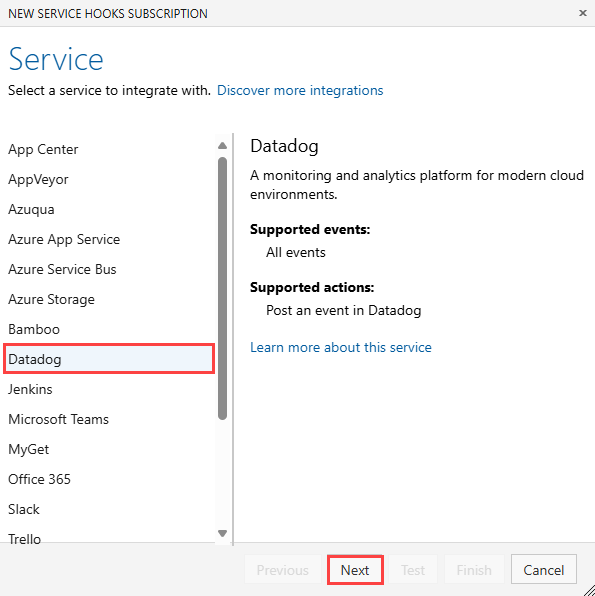 NEW SERVICE HOOKS SUBSCRIPTION
Service
Select a service to integrate with. Discover more integrations
App Center
AppVeyor
Azuqua
Azure App Service
Azure Service Bus
Azure Storage
Bamboo
Datadog
Jenkins
Microsoft Teams
MyGet
Office 365
Slack
Trello
Datadog
A monitoring and analytics platform for modern cloud
environments.
Supported events:
All events
Supported actions:
Post an event in Datadog
Learn more about this service
Previous Next Test Finish Cancel